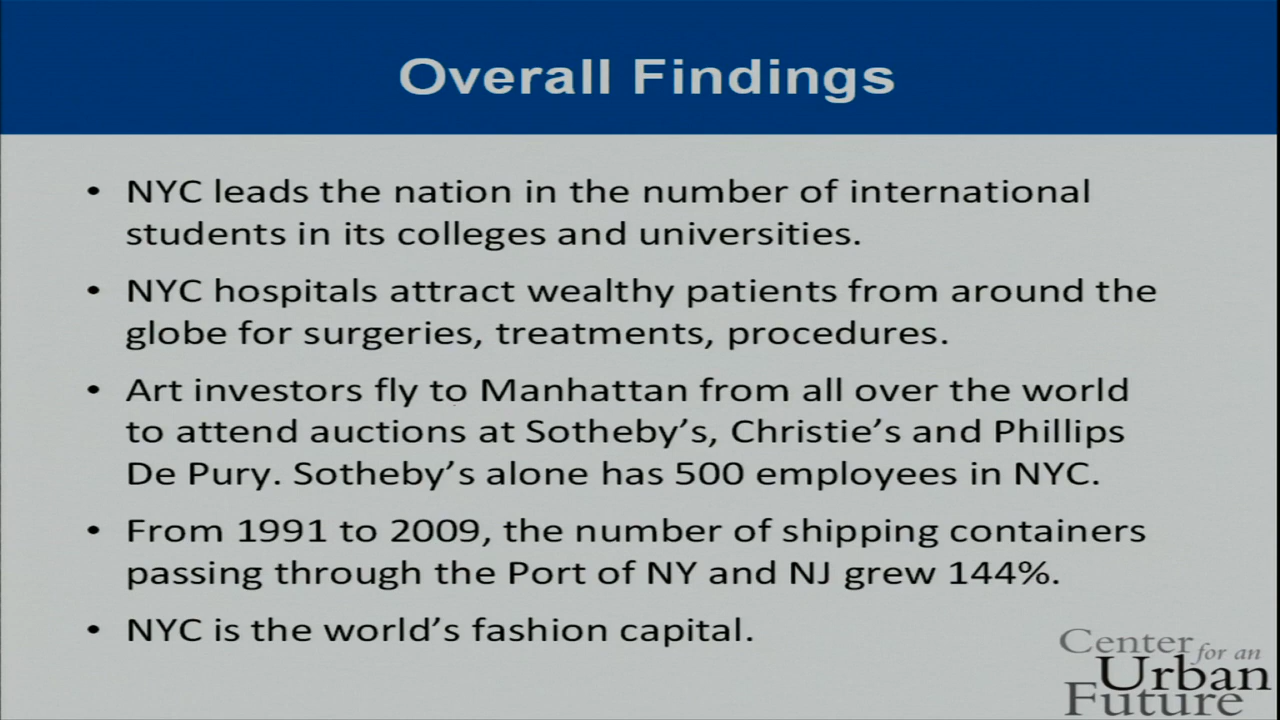 Overall Findings
• NYC leads the nation in the number of international
students in its colleges and universities.
• NYC hospitals attract wealthy patients from around the
globe for surgeries, treatments, procedures.
• Art investors fly to Manhattan from all over the world
to attend auctions at Sotheby’s, Christie’s and Phillips
De Pury. Sotheby’s alone has 500 employees in NYC.
• From 1991 to 2009, the number of shipping containers
passing through the Port of NY and NJ grew 144%.
• NYC is the world’s fashion capital.
Center for an
Urban
Future